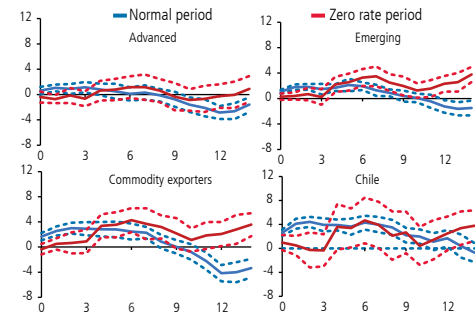 Normal period
Zero rate period
Advanced
12
8
4
0
-4
-8
0 3 6 9 12
Emerging
12
8
4
0
-4
-8
0 3 6 9 12
Commodity exporters
12
8
4
0
-4
-8
0 3 6 9 12
Chile
12
8
4
0
-4
-8
0 3 6 9 12